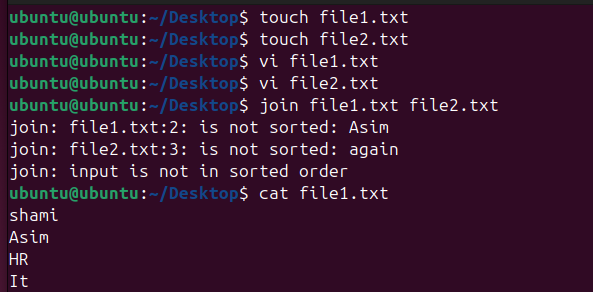 ubuntu@ubuntu:~/Desktop$ touch file1.txt
ubuntu@ubuntu:~/Desktop$ touch file2.txt
ubuntu@ubuntu:~/Desktop$ vi file1.txt
ubuntu@ubuntu:~/Desktop$ vi file2.txt
ubuntu@ubuntu:~/Desktop$ join file1.txt file2.txt
join: file1.txt:2: is not sorted: Asim
join: file2.txt:3: is not sorted: again
join: input is not in sorted order
ubuntu@ubuntu:~/Desktop$ cat file1.txt
shami
Asim
HR
It